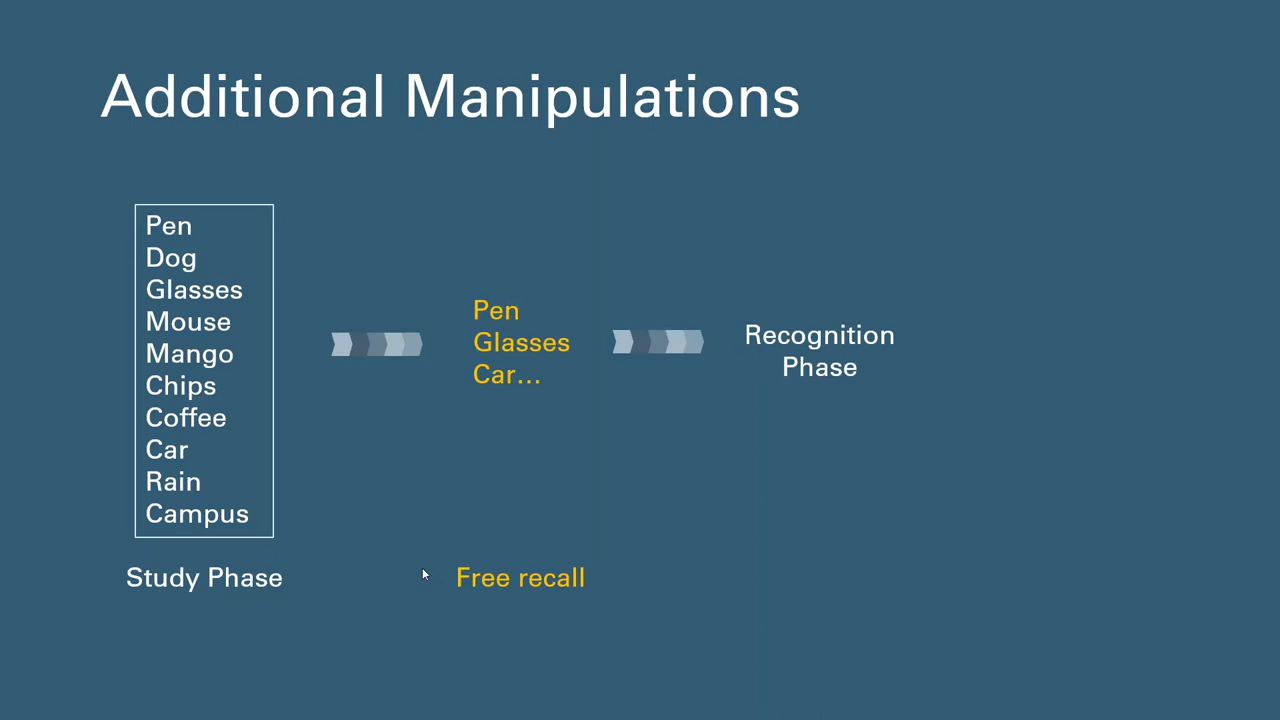 Additional Manipulations
Pen
Dog
Glasses
Mouse
Mango
Chips
Coffee
Car
Rain
Campus
Study Phase
Pen
Glasses
Car...
Free recall
Recognition
Phase